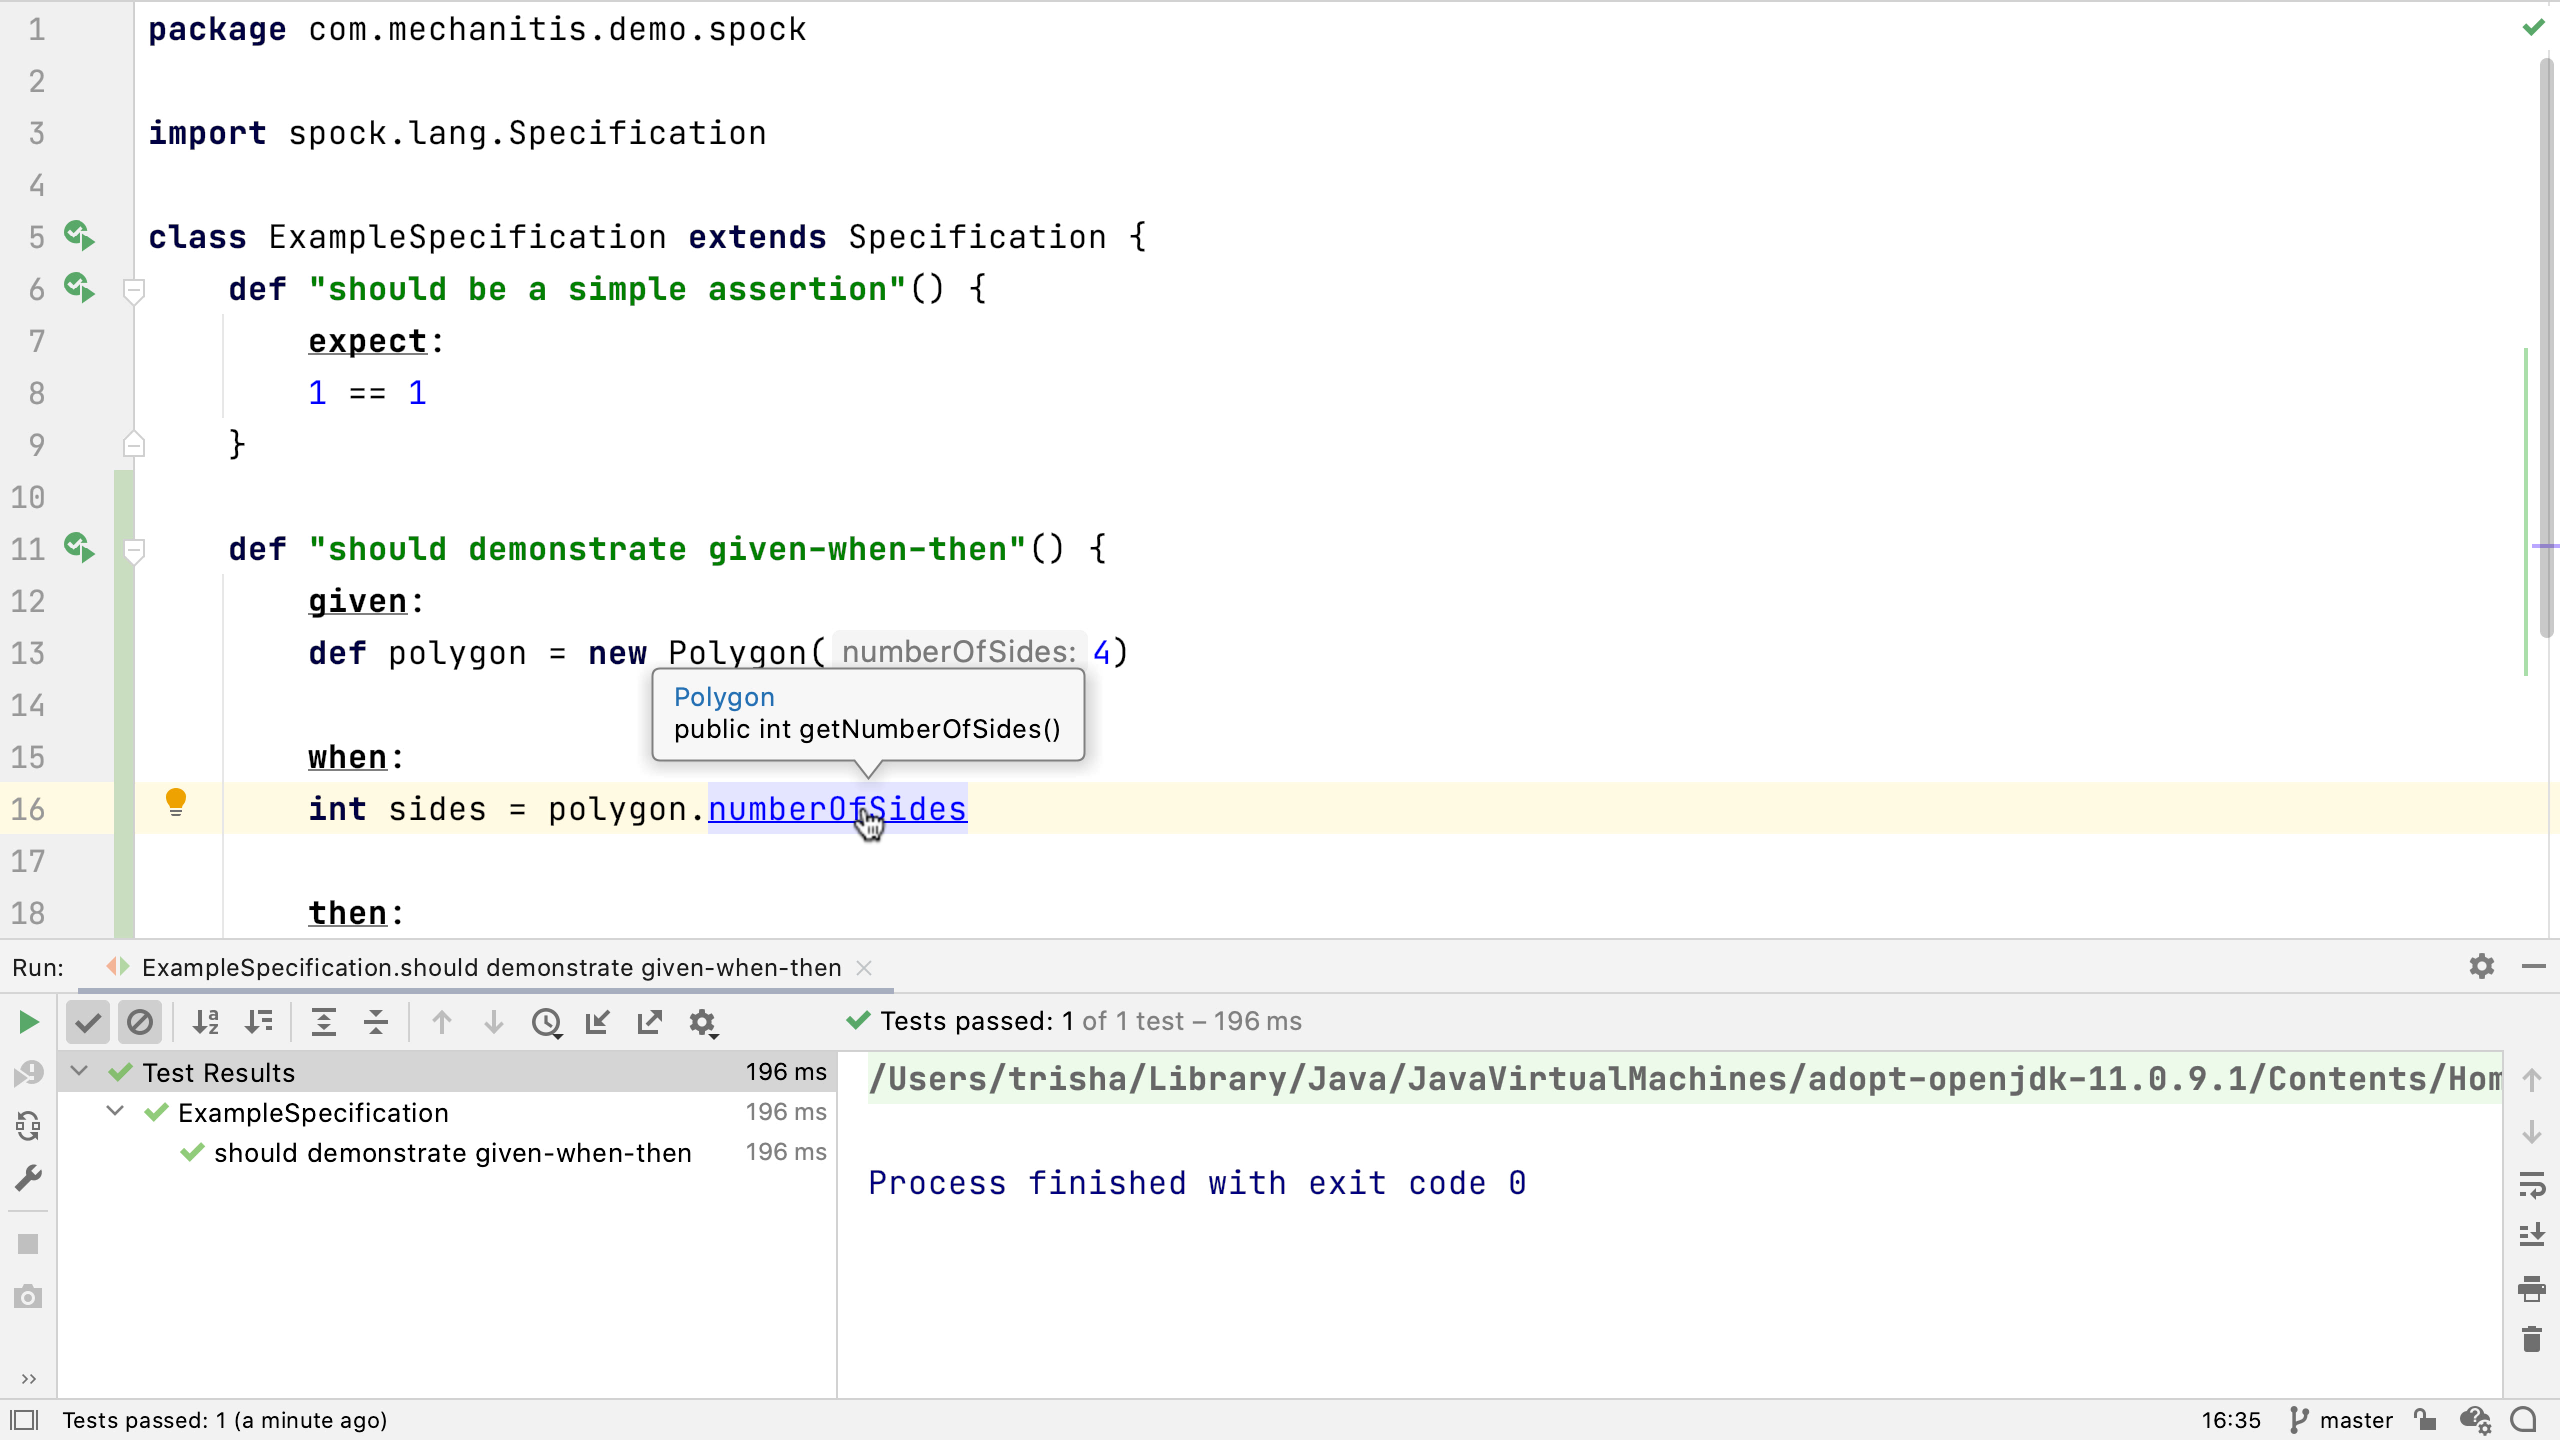 1 package com.mechanitis.demo.spock
2
3 import spock.lang.Specification
4
5 class ExampleSpecification extends Specification {
6 def "should be a simple assertion"() {
7 expect:
8 1 == 1
9 }
10
11 def "should demonstrate given-when-then"() {
12 given:
13 def polygon = new Polygon( numberOfSides: 4)
14
Polygon
public int getNumberOfSides()
15 when:
16 int sides = polygon.numberOfSides
17
18 then:
Run: ExampleSpecification.should demonstrate given-when-then
Tests passed: 1 of 1 test – 196 ms
Test Results 196 ms
ExampleSpecification 196 ms
should demonstrate given-when-then 196 ms
/Users/trisha/Library/Java/JavaVirtualMachines/adopt-openjdk-11.0.9.1/Contents/Hom
Process finished with exit code 0
Tests passed: 1 (a minute ago) 16:35 master